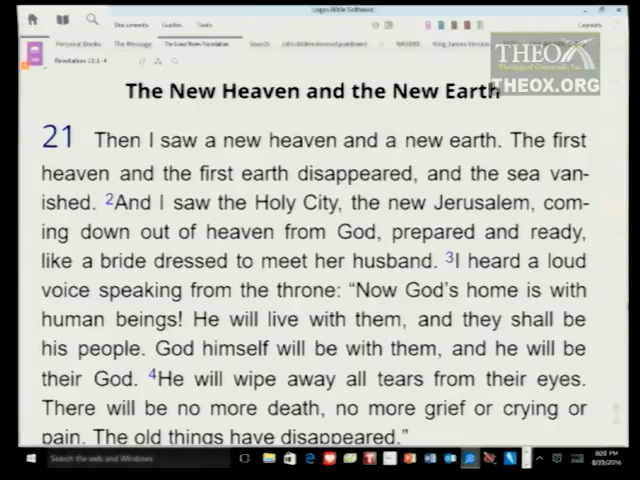 Logos Bible Software
Documents Guides Tools
Layouts
Personal Books The Message The Good News Translation Search NASB95 King James Version
THEOX
THEOX.ORG
Revelation 21:1-4
The New Heaven and the New Earth
21 Then I saw a new heaven and a new earth. The first
heaven and the first earth disappeared, and the sea van-
ished. 2And I saw the Holy City, the new Jerusalem, com-
ing down out of heaven from God, prepared and ready,
like a bride dressed to meet her husband. 3I heard a loud
voice speaking from the throne: “Now God’s home is with
human beings! He will live with them, and they shall be
his people. God himself will be with them, and he will be
their God. 4He will wipe away all tears from their eyes.
There will be no more death, no more grief or crying or
pain. The old things have disappeared.”
Search the web and Windows